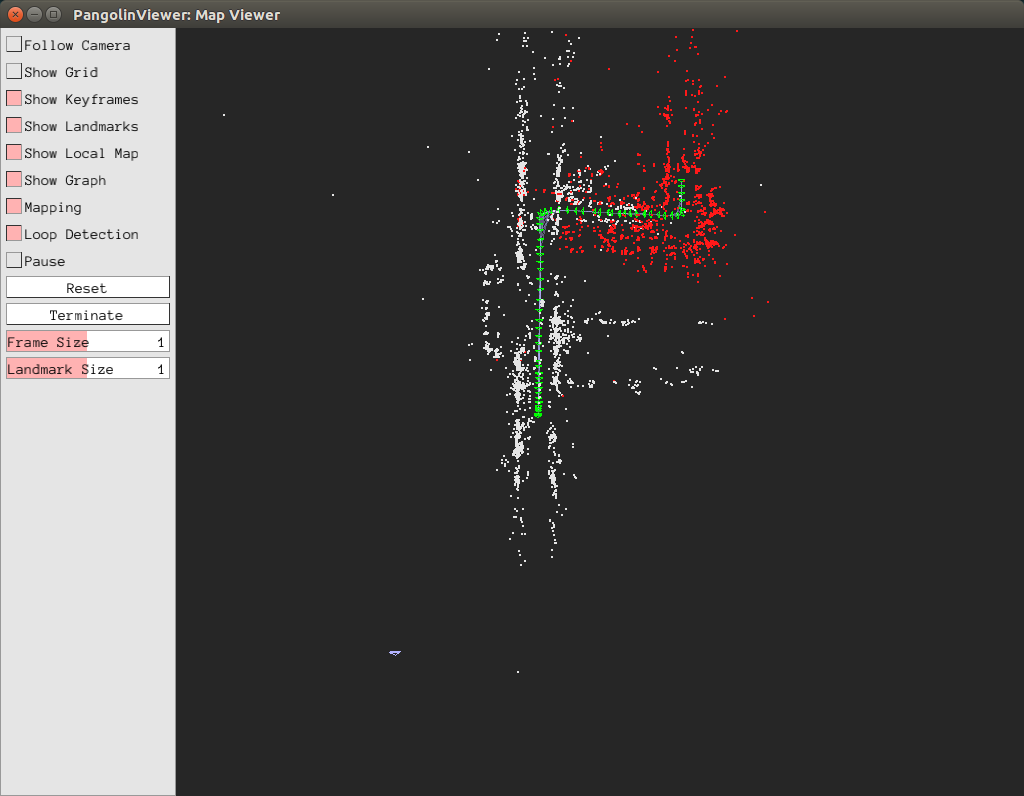 PangolinViewer: Map Viewer
Follow Camera
Show Grid
Show Keyframes
Show Landmarks
Show Local Map
Show Graph
Mapping
Loop Detection
Pause
Reset
Terminate
Frame Size 1
Landmark Size 1